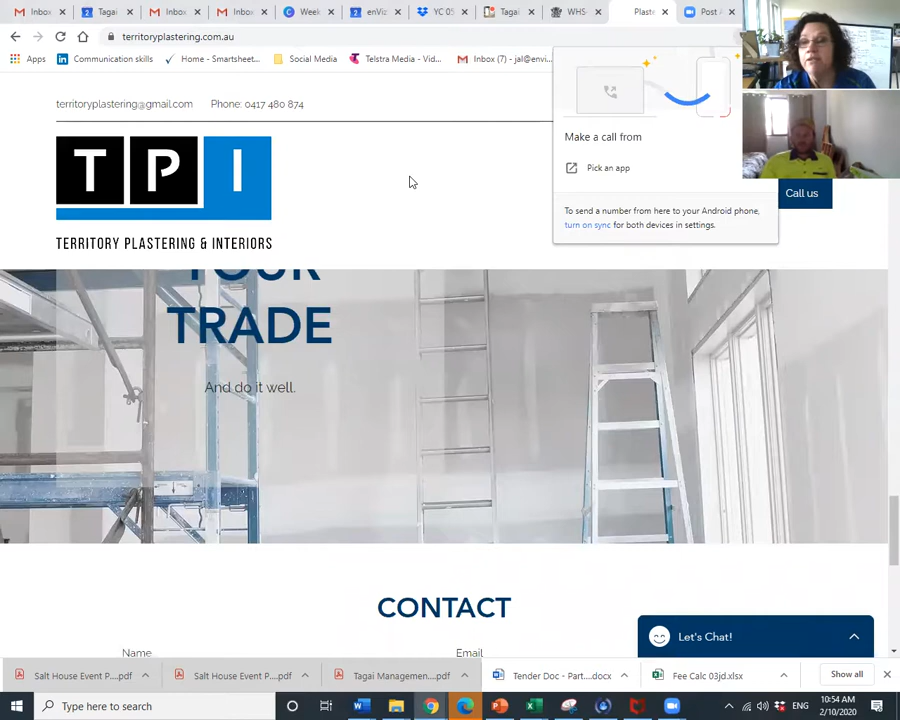 Inbox
Tagai
Inbox
Inbox
Week
enViz
YC 05
Tagai
WHS
Plaste
Post A
territoryplastering.com.au
Apps
Communication skills
Home - Smartsheet...
Social Media
Telstra Media - Vid...
Inbox (7) - jal@envi...
territoryplastering@gmail.com
Phone: 0417 480 874
Make a call from
Pick an app
To send a number from here to your Android phone,
turn on sync for both devices in settings.
Call us
TPI
TERRITORY PLASTERING & INTERIORS
YOUR
TRADE
And do it well.
CONTACT
Name
Email
Let's Chat!
Salt House Event P....pdf
Salt House Event P....pdf
Tagai Managemen....pdf
Tender Doc - Part....docx
Fee Calc 03jd.xlsx
Show all
Type here to search
ENG
10:54 AM
2/10/2020